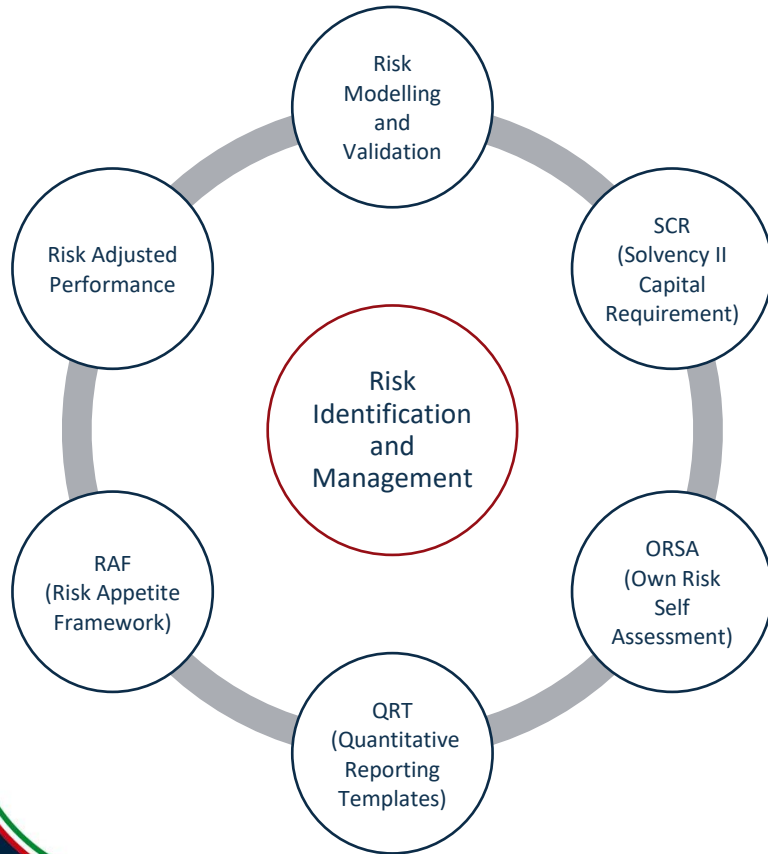 Risk
Modelling
and
Validation
SCR
(Solvency II
Capital
Requirement)
ORSA
(Own Risk
Self
Assessment)
QRT
(Quantitative
Reporting
Templates)
RAF
(Risk Appetite
Framework)
Risk Adjusted
Performance
Risk
Identification
and
Management